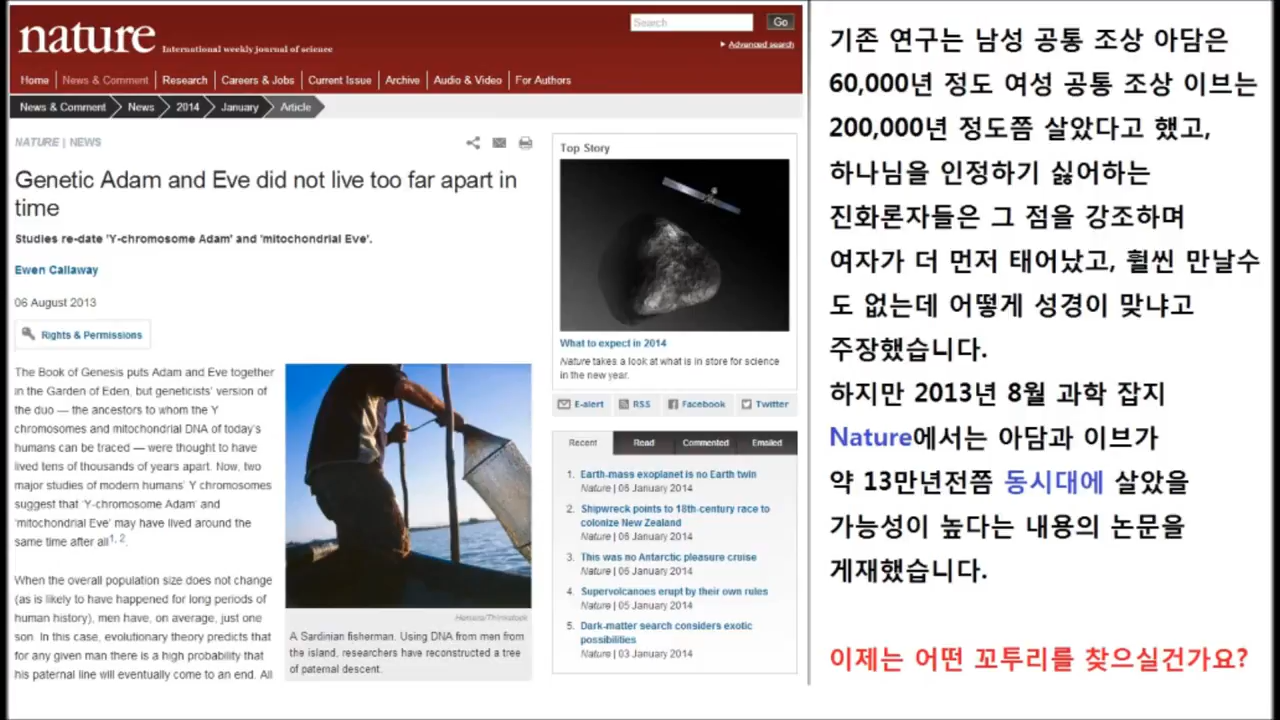 nature International weekly journal of science
Search Go
Advanced search
Home News & Comment Research Careers & Jobs Current Issue Archive Audio & Video For Authors
News & Comment News 2014 January Article
NATURE | NEWS
Genetic Adam and Eve did not live too far apart in
time
Studies re-date 'Y-chromosome Adam' and 'mitochondrial Eve'.
Ewen Callaway
06 August 2013
Rights & Permissions
The Book of Genesis puts Adam and Eve together
in the Garden of Eden, but geneticists' version of
the duo — the ancestors to whom the Y
chromosomes and mitochondrial DNA of today's
humans can be traced — were thought to have
lived tens of thousands of years apart. Now, two
major studies of modern humans' Y chromosomes
suggest that 'Y-chromosome Adam' and
'mitochondrial Eve' may have lived around the
same time after all1, 2.
When the overall population size does not change
(as is likely to have happened for long periods of
human history), men have, on average, just one
son. In this case, evolutionary theory predicts that
for any given man there is a high probability that
his paternal line will eventually come to an end. All
A Sardinian fisherman. Using DNA from men from
the island, researchers have reconstructed a tree
of paternal descent.
Top Story
What to expect in 2014
Nature takes a look at what is in store for science
in the new year.
E-alert RSS Facebook Twitter
Recent Read Commented Emailed
1. Earth-mass exoplanet is no Earth twin
Nature | 06 January 2014
2. Shipwreck points to 18th-century race to
colonize New Zealand
Nature | 06 January 2014
3. This was no Antarctic pleasure cruise
Nature | 06 January 2014
4. Supervolcanoes erupt by their own rules
Nature | 05 January 2014
5. Dark-matter search considers exotic
possibilities
Nature | 03 January 2014
기존 연구는 남성 공통 조상 아담은
60,000년 정도 여성 공통 조상 이브는
200,000년 정도쯤 살았다고 했고,
하나님을 인정하기 싫어하는
진화론자들은 그 점을 강조하며
여자가 더 먼저 태어났고, 훨씬 만날수
도 없는데 어떻게 성경이 맞냐고
주장했습니다.
하지만 2013년 8월 과학 잡지
Nature에서는 아담과 이브가
약 13만년전쯤 동시대에 살았을
가능성이 높다는 내용의 논문을
게재했습니다.
이제는 어떤 꼬투리를 찾으실건가요?